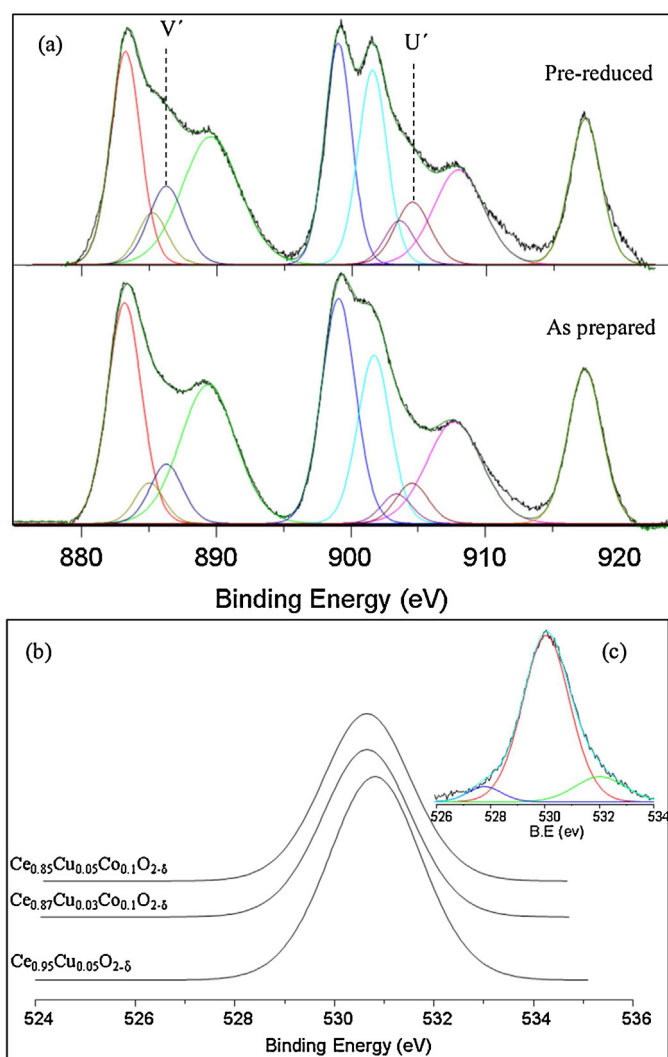 (a)
V´
U´
Pre-reduced
As prepared
880 890 900 910 920
Binding Energy (eV)
(b)
(c)
526 528 530 532 534
B.E (ev)
Ce0.85Cu0.05Co0.1O2-δ
Ce0.87Cu0.03Co0.1O2-δ
Ce0.95Cu0.05O2-δ
524 526 528 530 532 534 536
Binding Energy (eV)